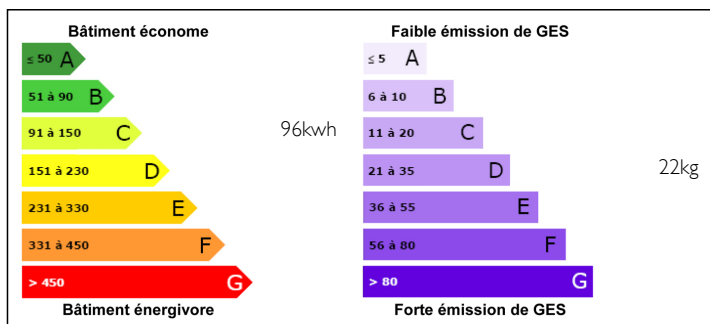 Bâtiment économe
≤ 50 A
51 à 90 B
91 à 150 C
96kwh
151 à 230 D
231 à 330 E
331 à 450 F
> 450 G
Bâtiment énergivore
Faible émission de GES
≤ 5 A
6 à 10 B
11 à 20 C
21 à 35 D
22kg
36 à 55 E
56 à 80 F
> 80 G
Forte émission de GES